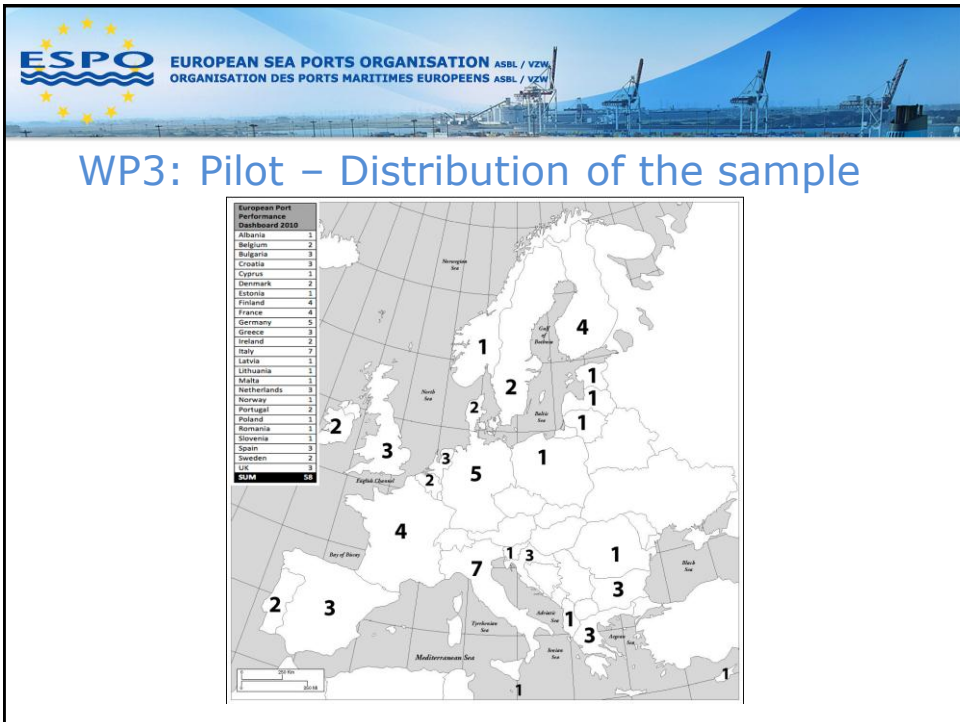 ESPO
EUROPEAN SEA PORTS ORGANISATION ASBL / VZW
ORGANISATION DES PORTS MARITIMES EUROPEENS ASBL / VZW
WP3: Pilot – Distribution of the sample
European Port
Performance
Dashboard 2010
Albania 1
Belgium 2
Bulgaria 3
Croatia 3
Cyprus 1
Denmark 2
Estonia 1
Finland 4
France 4
Germany 5
Greece 3
Ireland 2
Italy 7
Latvia 1
Lithuania 1
Malta 1
Netherlands 3
Norway 1
Portugal 2
Poland 1
Romania 1
Slovenia 1
Spain 3
Sweden 2
UK 3
SUM 58
Norwegian
Sea
4
Gulf
of
1
1
2
1
North
Sea
2
Baltic
Sea
1
2
3
3
1
5
2
English Channel
4
Bay of Biscay
1
3
1
7
Black
Sea
3
2
3
Adriatic
Sea
1
Tyrrhenian
Sea
3
Aegean
Sea
Ionian
Sea
Mediterranean Sea
1
1
0 250 Km
0